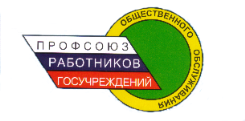 ПРОФСОЮЗ
РАБОТНИКОВ
ГОСУЧРЕЖДЕНИЙ
ОБЩЕСТВЕННОГО ОБСЛУЖИВАНИЯ